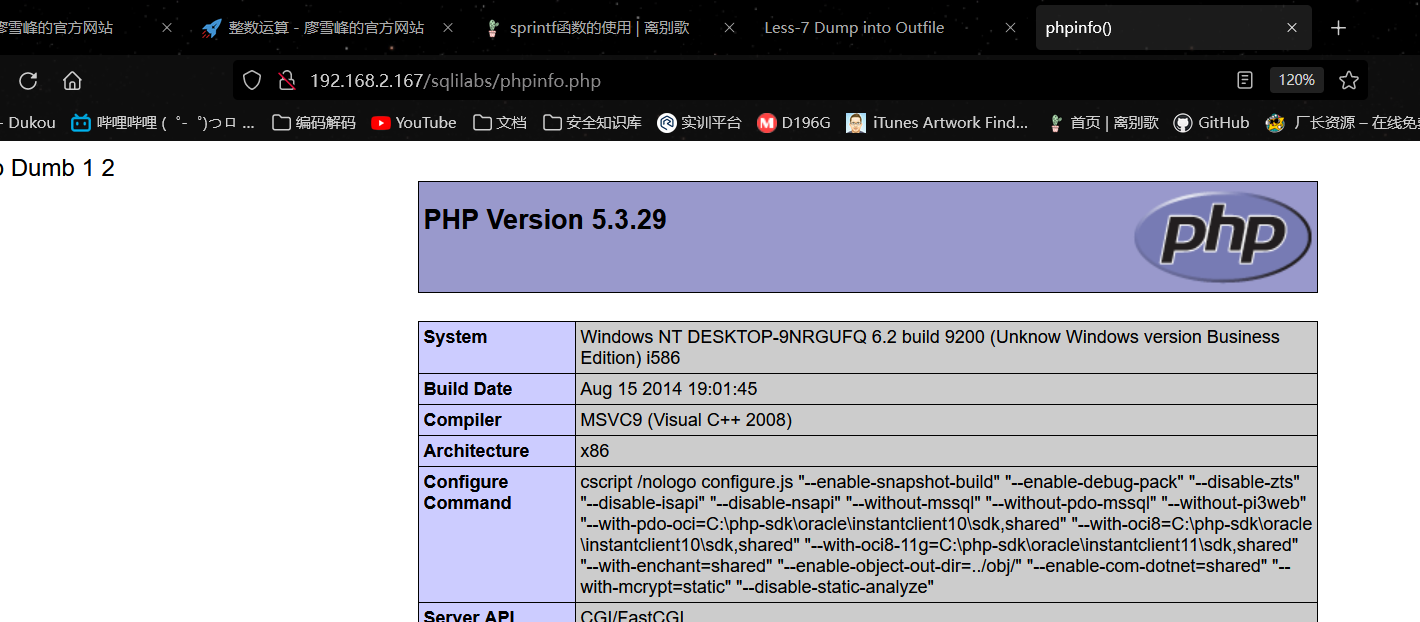 廖雪峰的官方网站
整数运算 - 廖雪峰的官方网站
sprintf函数的使用 | 离别歌
Less-7 Dump into Outfile
phpinfo()
192.168.2.167/sqlilabs/phpinfo.php
120%
- Dukou
哔哩哔哩 ( ゜- ゜)つロ ...
编码解码
YouTube
文档
安全知识库
实训平台
D196G
iTunes Artwork Find...
首页 | 离别歌
GitHub
厂长资源 – 在线免
Dumb 1 2
PHP Version 5.3.29
php
System
Windows NT DESKTOP-9NRGUFQ 6.2 build 9200 (Unknow Windows version Business
Edition) i586
Build Date
Aug 15 2014 19:01:45
Compiler
MSVC9 (Visual C++ 2008)
Architecture
x86
Configure
Command
cscript /nologo configure.js "--enable-snapshot-build" "--enable-debug-pack" "--disable-zts"
"--disable-isapi" "--disable-nsapi" "--without-mssql" "--without-pdo-mssql" "--without-pi3web"
"--with-pdo-oci=C:\php-sdk\oracle\instantclient10\sdk,shared" "--with-oci8=C:\php-sdk\oracle
\instantclient10\sdk,shared" "--with-oci8-11g=C:\php-sdk\oracle\instantclient11\sdk,shared"
"--with-enchant=shared" "--enable-object-out-dir=../obj/" "--enable-com-dotnet=shared" "--
with-mcrypt=static" "--disable-static-analyze"
Server API
CGI/FastCGI